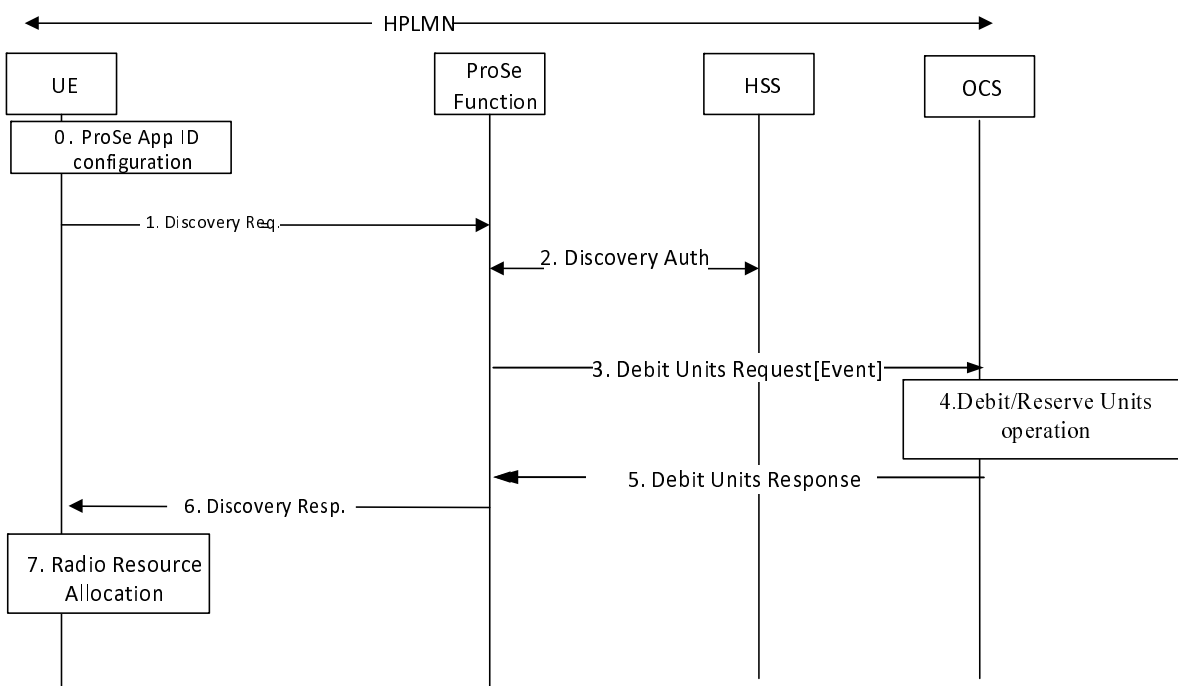 HPLMN
UE
ProSe
Function
HSS
OCS
0. ProSe App ID
configuration
1. Discovery Req.
2. Discovery Auth
3. Debit Units Request[Event]
4.Debit/Reserve Units
operation
5. Debit Units Response
6. Discovery Resp.
7. Radio Resource
Allocation